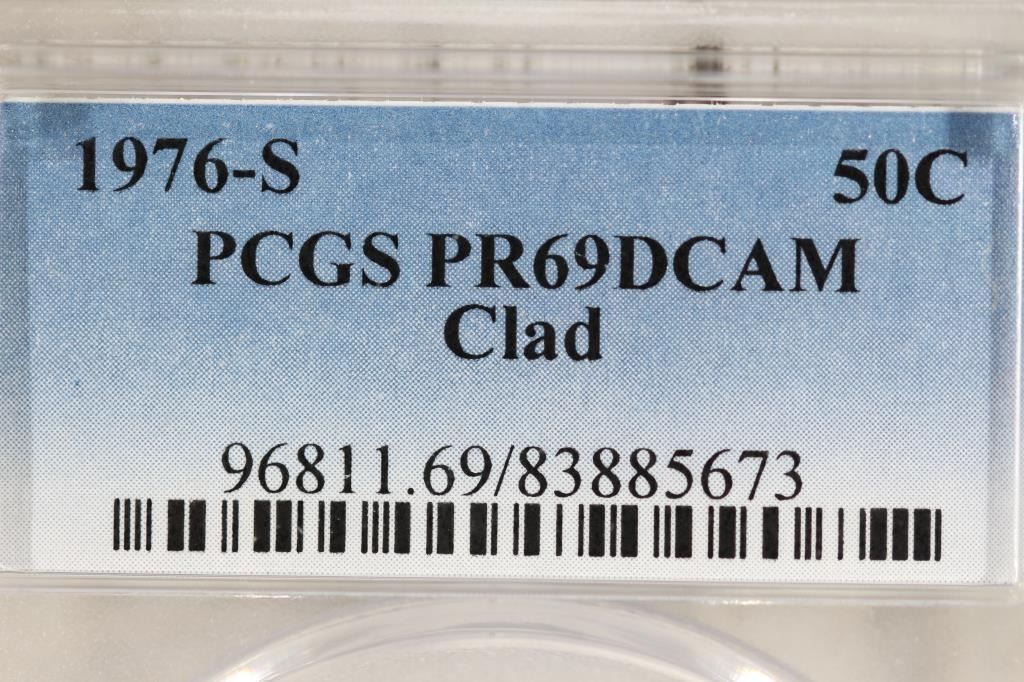 1976-S 50C
PCGS PR69DCAM
Clad
96811.69/83885673